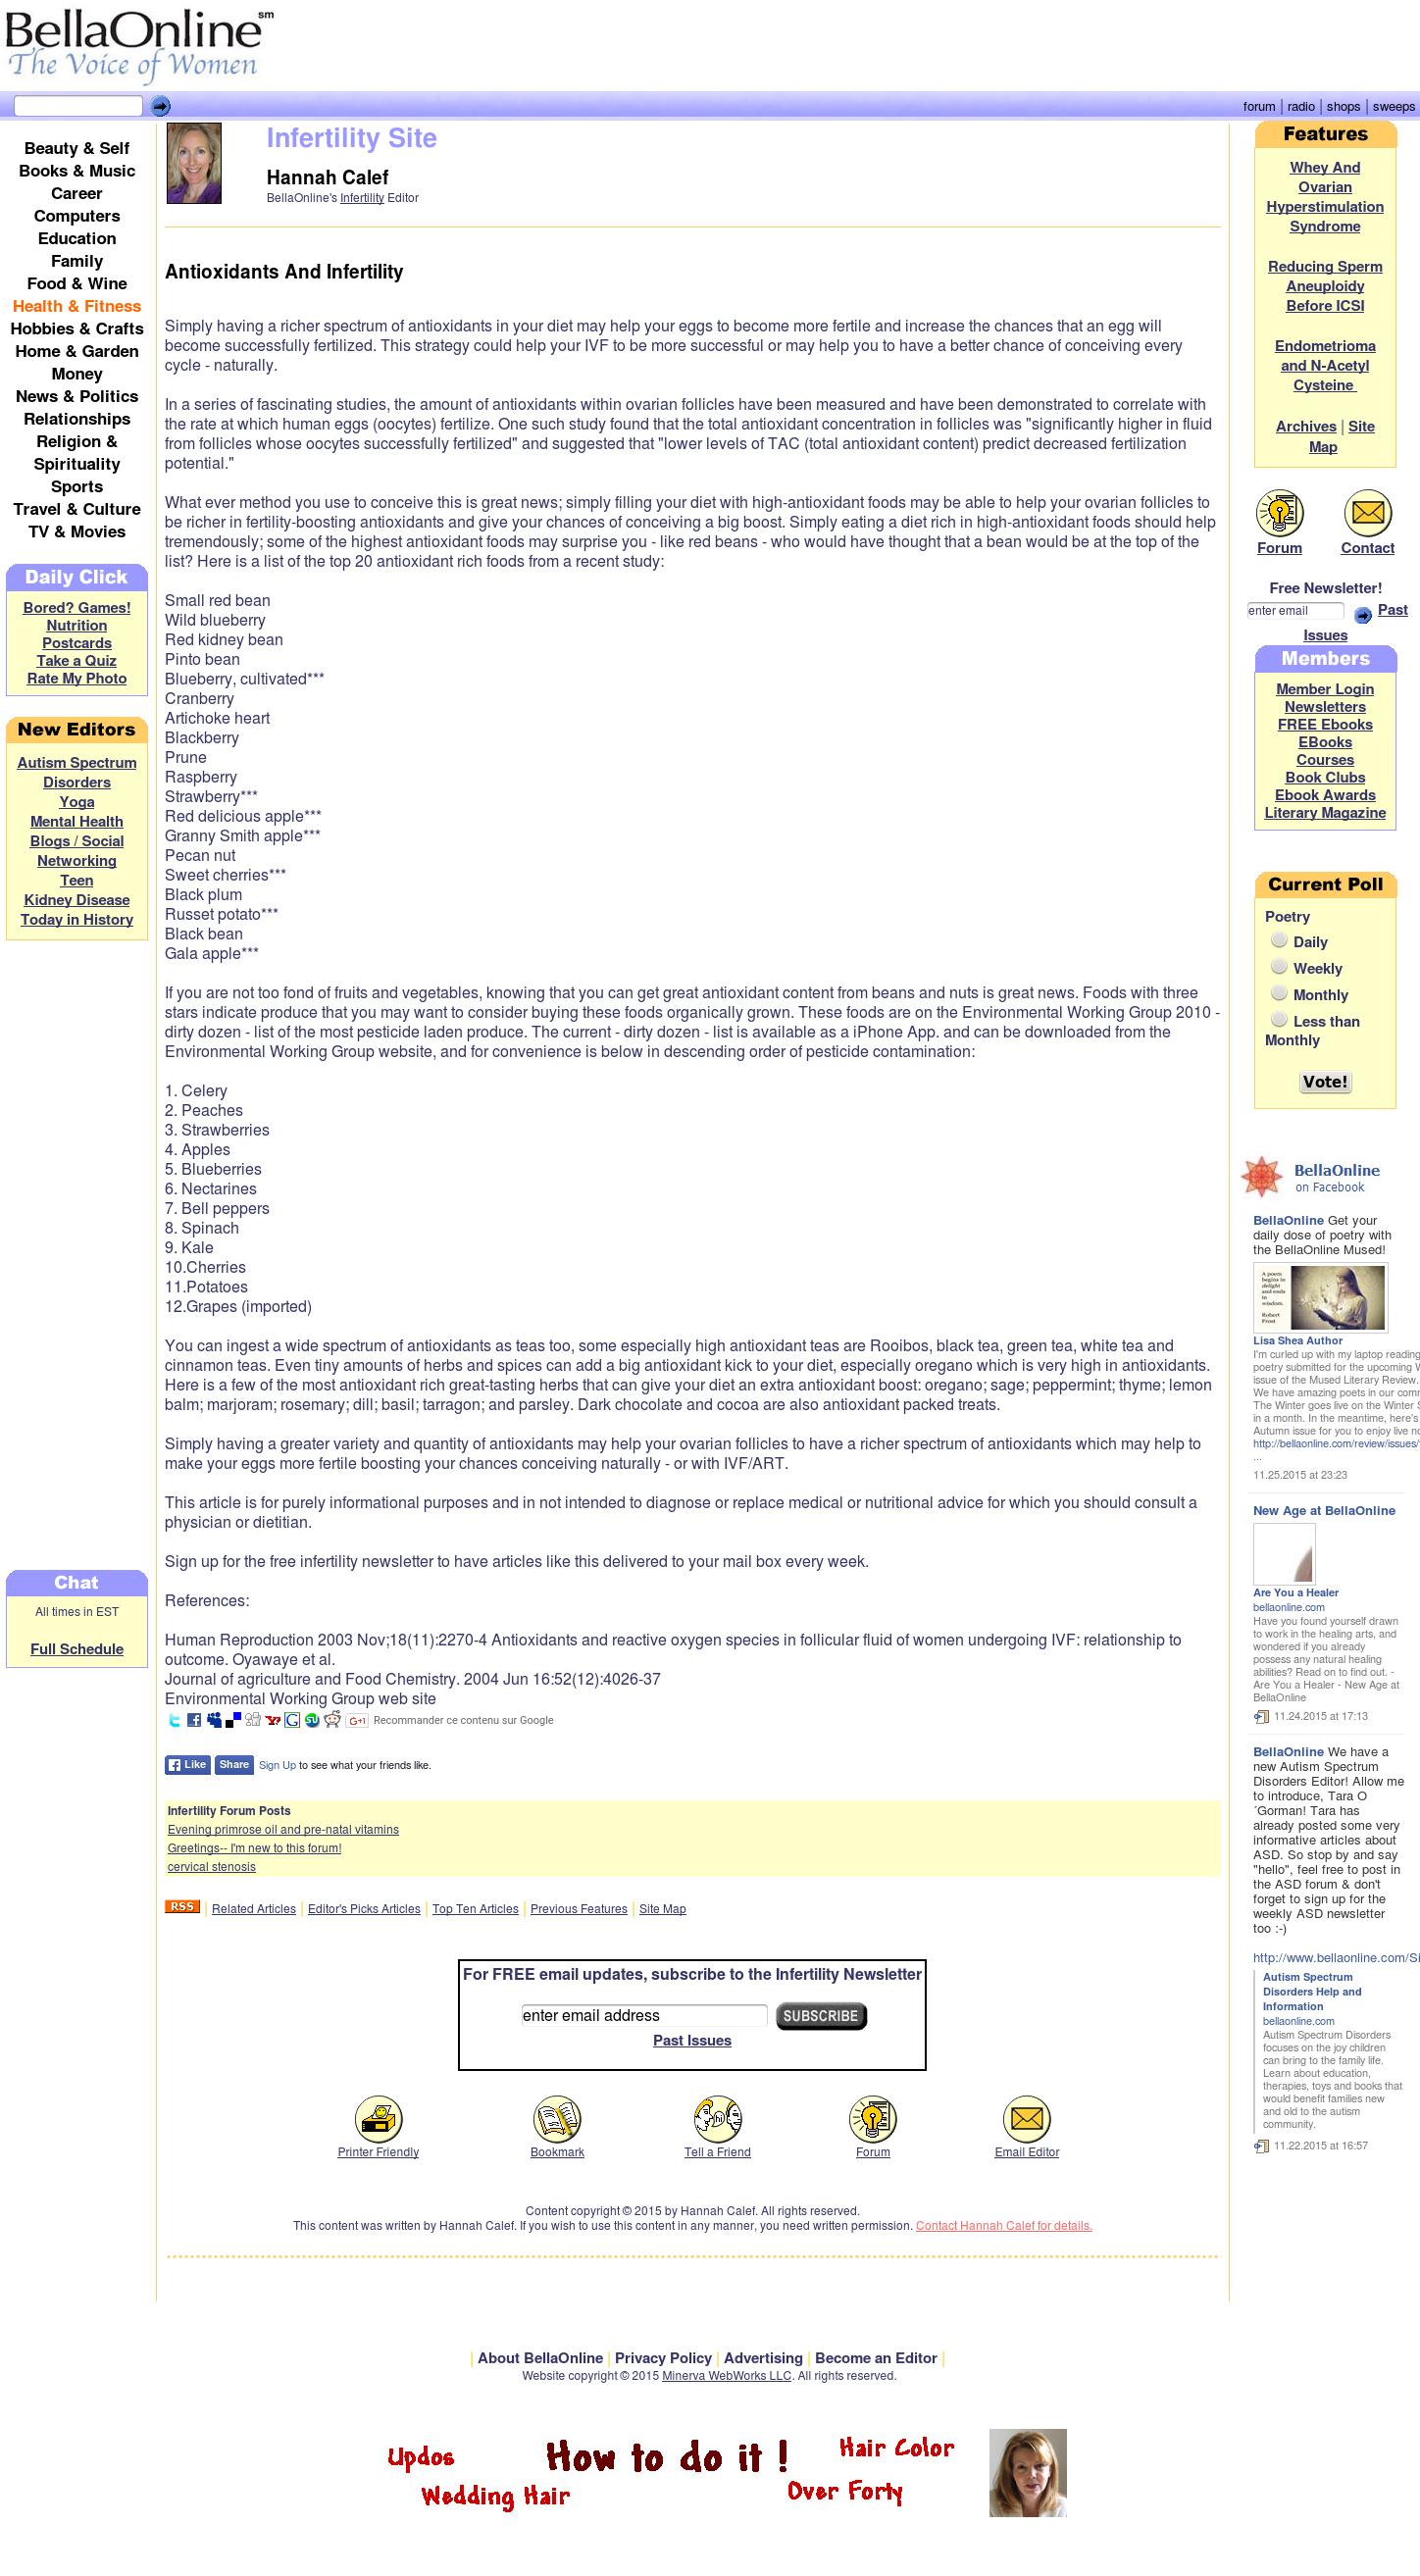 BellaOnline sm
The Voice of Women
forum | radio | shops | sweeps
Beauty & Self
Books & Music
Career
Computers
Education
Family
Food & Wine
Health & Fitness
Hobbies & Crafts
Home & Garden
Money
News & Politics
Relationships
Religion &
Spirituality
Sports
Travel & Culture
TV & Movies
Daily Click
Bored? Games!
Nutrition
Postcards
Take a Quiz
Rate My Photo
New Editors
Autism Spectrum
Disorders
Yoga
Mental Health
Blogs / Social
Networking
Teen
Kidney Disease
Today in History
Chat
All times in EST
Full Schedule
Infertility Site
Hannah Calef
BellaOnline's Infertility Editor
Antioxidants And Infertility
Simply having a richer spectrum of antioxidants in your diet may help your eggs to become more fertile and increase the chances that an egg will
become successfully fertilized. This strategy could help your IVF to be more successful or may help you to have a better chance of conceiving every
cycle - naturally.
In a series of fascinating studies, the amount of antioxidants within ovarian follicles have been measured and have been demonstrated to correlate with
the rate at which human eggs (oocytes) fertilize. One such study found that the total antioxidant concentration in follicles was "significantly higher in fluid
from follicles whose oocytes successfully fertilized" and suggested that "lower levels of TAC (total antioxidant content) predict decreased fertilization
potential."
What ever method you use to conceive this is great news; simply filling your diet with high-antioxidant foods may be able to help your ovarian follicles to
be richer in fertility-boosting antioxidants and give your chances of conceiving a big boost. Simply eating a diet rich in high-antioxidant foods should help
tremendously; some of the highest antioxidant foods may surprise you - like red beans - who would have thought that a bean would be at the top of the
list? Here is a list of the top 20 antioxidant rich foods from a recent study:
Small red bean
Wild blueberry
Red kidney bean
Pinto bean
Blueberry, cultivated***
Cranberry
Artichoke heart
Blackberry
Prune
Raspberry
Strawberry***
Red delicious apple***
Granny Smith apple***
Pecan nut
Sweet cherries***
Black plum
Russet potato***
Black bean
Gala apple***
If you are not too fond of fruits and vegetables, knowing that you can get great antioxidant content from beans and nuts is great news. Foods with three
stars indicate produce that you may want to consider buying these foods organically grown. These foods are on the Environmental Working Group 2010 -
dirty dozen - list of the most pesticide laden produce. The current - dirty dozen - list is available as a iPhone App. and can be downloaded from the
Environmental Working Group website, and for convenience is below in descending order of pesticide contamination:
1. Celery
2. Peaches
3. Strawberries
4. Apples
5. Blueberries
6. Nectarines
7. Bell peppers
8. Spinach
9. Kale
10.Cherries
11.Potatoes
12.Grapes (imported)
You can ingest a wide spectrum of antioxidants as teas too, some especially high antioxidant teas are Rooibos, black tea, green tea, white tea and
cinnamon teas. Even tiny amounts of herbs and spices can add a big antioxidant kick to your diet, especially oregano which is very high in antioxidants.
Here is a few of the most antioxidant rich great-tasting herbs that can give your diet an extra antioxidant boost: oregano; sage; peppermint; thyme; lemon
balm; marjoram; rosemary; dill; basil; tarragon; and parsley. Dark chocolate and cocoa are also antioxidant packed treats.
Simply having a greater variety and quantity of antioxidants may help your ovarian follicles to have a richer spectrum of antioxidants which may help to
make your eggs more fertile boosting your chances conceiving naturally - or with IVF/ART.
This article is for purely informational purposes and in not intended to diagnose or replace medical or nutritional advice for which you should consult a
physician or dietitian.
Sign up for the free infertility newsletter to have articles like this delivered to your mail box every week.
References:
Human Reproduction 2003 Nov;18(11):2270-4 Antioxidants and reactive oxygen species in follicular fluid of women undergoing IVF: relationship to
outcome. Oyawaye et al.
Journal of agriculture and Food Chemistry. 2004 Jun 16:52(12):4026-37
Environmental Working Group web site
G+1 Recommander ce contenu sur Google
Like Share Sign Up to see what your friends like.
Infertility Forum Posts
Evening primrose oil and pre-natal vitamins
Greetings-- I'm new to this forum!
cervical stenosis
RSS | Related Articles | Editor's Picks Articles | Top Ten Articles | Previous Features | Site Map
For FREE email updates, subscribe to the Infertility Newsletter
enter email address SUBSCRIBE
Past Issues
Printer Friendly Bookmark Tell a Friend Forum Email Editor
Content copyright © 2015 by Hannah Calef. All rights reserved.
This content was written by Hannah Calef. If you wish to use this content in any manner, you need written permission. Contact Hannah Calef for details.
Features
Whey And
Ovarian
Hyperstimulation
Syndrome
Reducing Sperm
Aneuploidy
Before ICSI
Endometrioma
and N-Acetyl
Cysteine
Archives | Site
Map
Forum Contact
Free Newsletter!
enter email Past
Issues
Members
Member Login
Newsletters
FREE Ebooks
EBooks
Courses
Book Clubs
Ebook Awards
Literary Magazine
Current Poll
Poetry
Daily
Weekly
Monthly
Less than
Monthly
Vote!
BellaOnline
on Facebook
BellaOnline Get your
daily dose of poetry with
the BellaOnline Mused!
A poem
begins in
delight
and ends
in
wisdom.
Robert
Frost
Lisa Shea Author
I'm curled up with my laptop reading
poetry submitted for the upcoming W
issue of the Mused Literary Review.
We have amazing poets in our comm
The Winter goes live on the Winter S
in a month. In the meantime, here's
Autumn issue for you to enjoy live no
http://bellaonline.com/review/issues/
...
11.25.2015 at 23:23
New Age at BellaOnline
Are You a Healer
bellaonline.com
Have you found yourself drawn
to work in the healing arts, and
wondered if you already
possess any natural healing
abilities? Read on to find out. -
Are You a Healer - New Age at
BellaOnline
11.24.2015 at 17:13
BellaOnline We have a
new Autism Spectrum
Disorders Editor! Allow me
to introduce, Tara O
´Gorman! Tara has
already posted some very
informative articles about
ASD. So stop by and say
"hello", feel free to post in
the ASD forum & don't
forget to sign up for the
weekly ASD newsletter
too :-)
http://www.bellaonline.com/Si
Autism Spectrum
Disorders Help and
Information
bellaonline.com
Autism Spectrum Disorders
focuses on the joy children
can bring to the family life.
Learn about education,
therapies, toys and books that
would benefit families new
and old to the autism
community.
11.22.2015 at 16:57
| About BellaOnline | Privacy Policy | Advertising | Become an Editor |
Website copyright © 2015 Minerva WebWorks LLC. All rights reserved.
Updos How to do it ! Hair Color
Wedding Hair Over Forty